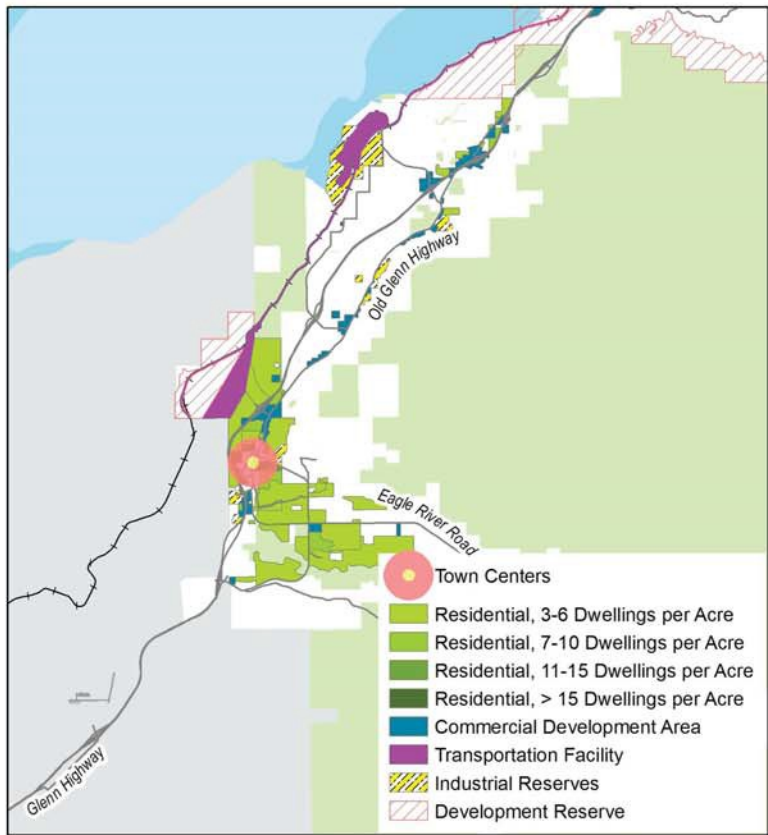 Old Glenn Highway
Eagle River Road
Glenn Highway
Town Centers
Residential, 3-6 Dwellings per Acre
Residential, 7-10 Dwellings per Acre
Residential, 11-15 Dwellings per Acre
Residential, > 15 Dwellings per Acre
Commercial Development Area
Transportation Facility
Industrial Reserves
Development Reserve